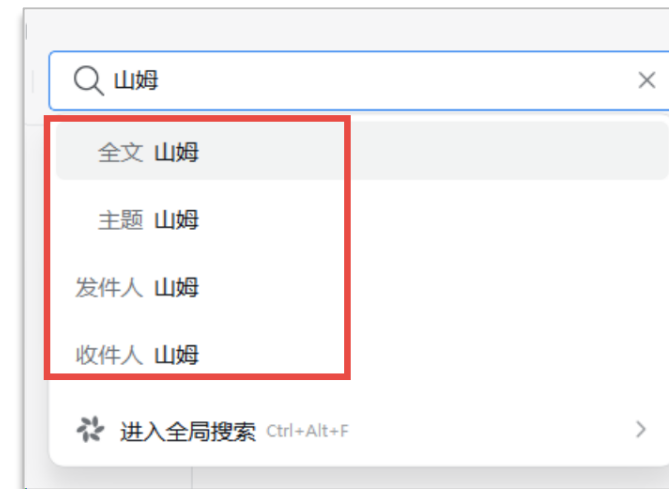 山姆
全文 山姆
主题 山姆
发件人 山姆
收件人 山姆
进入全局搜索 Ctrl+Alt+F